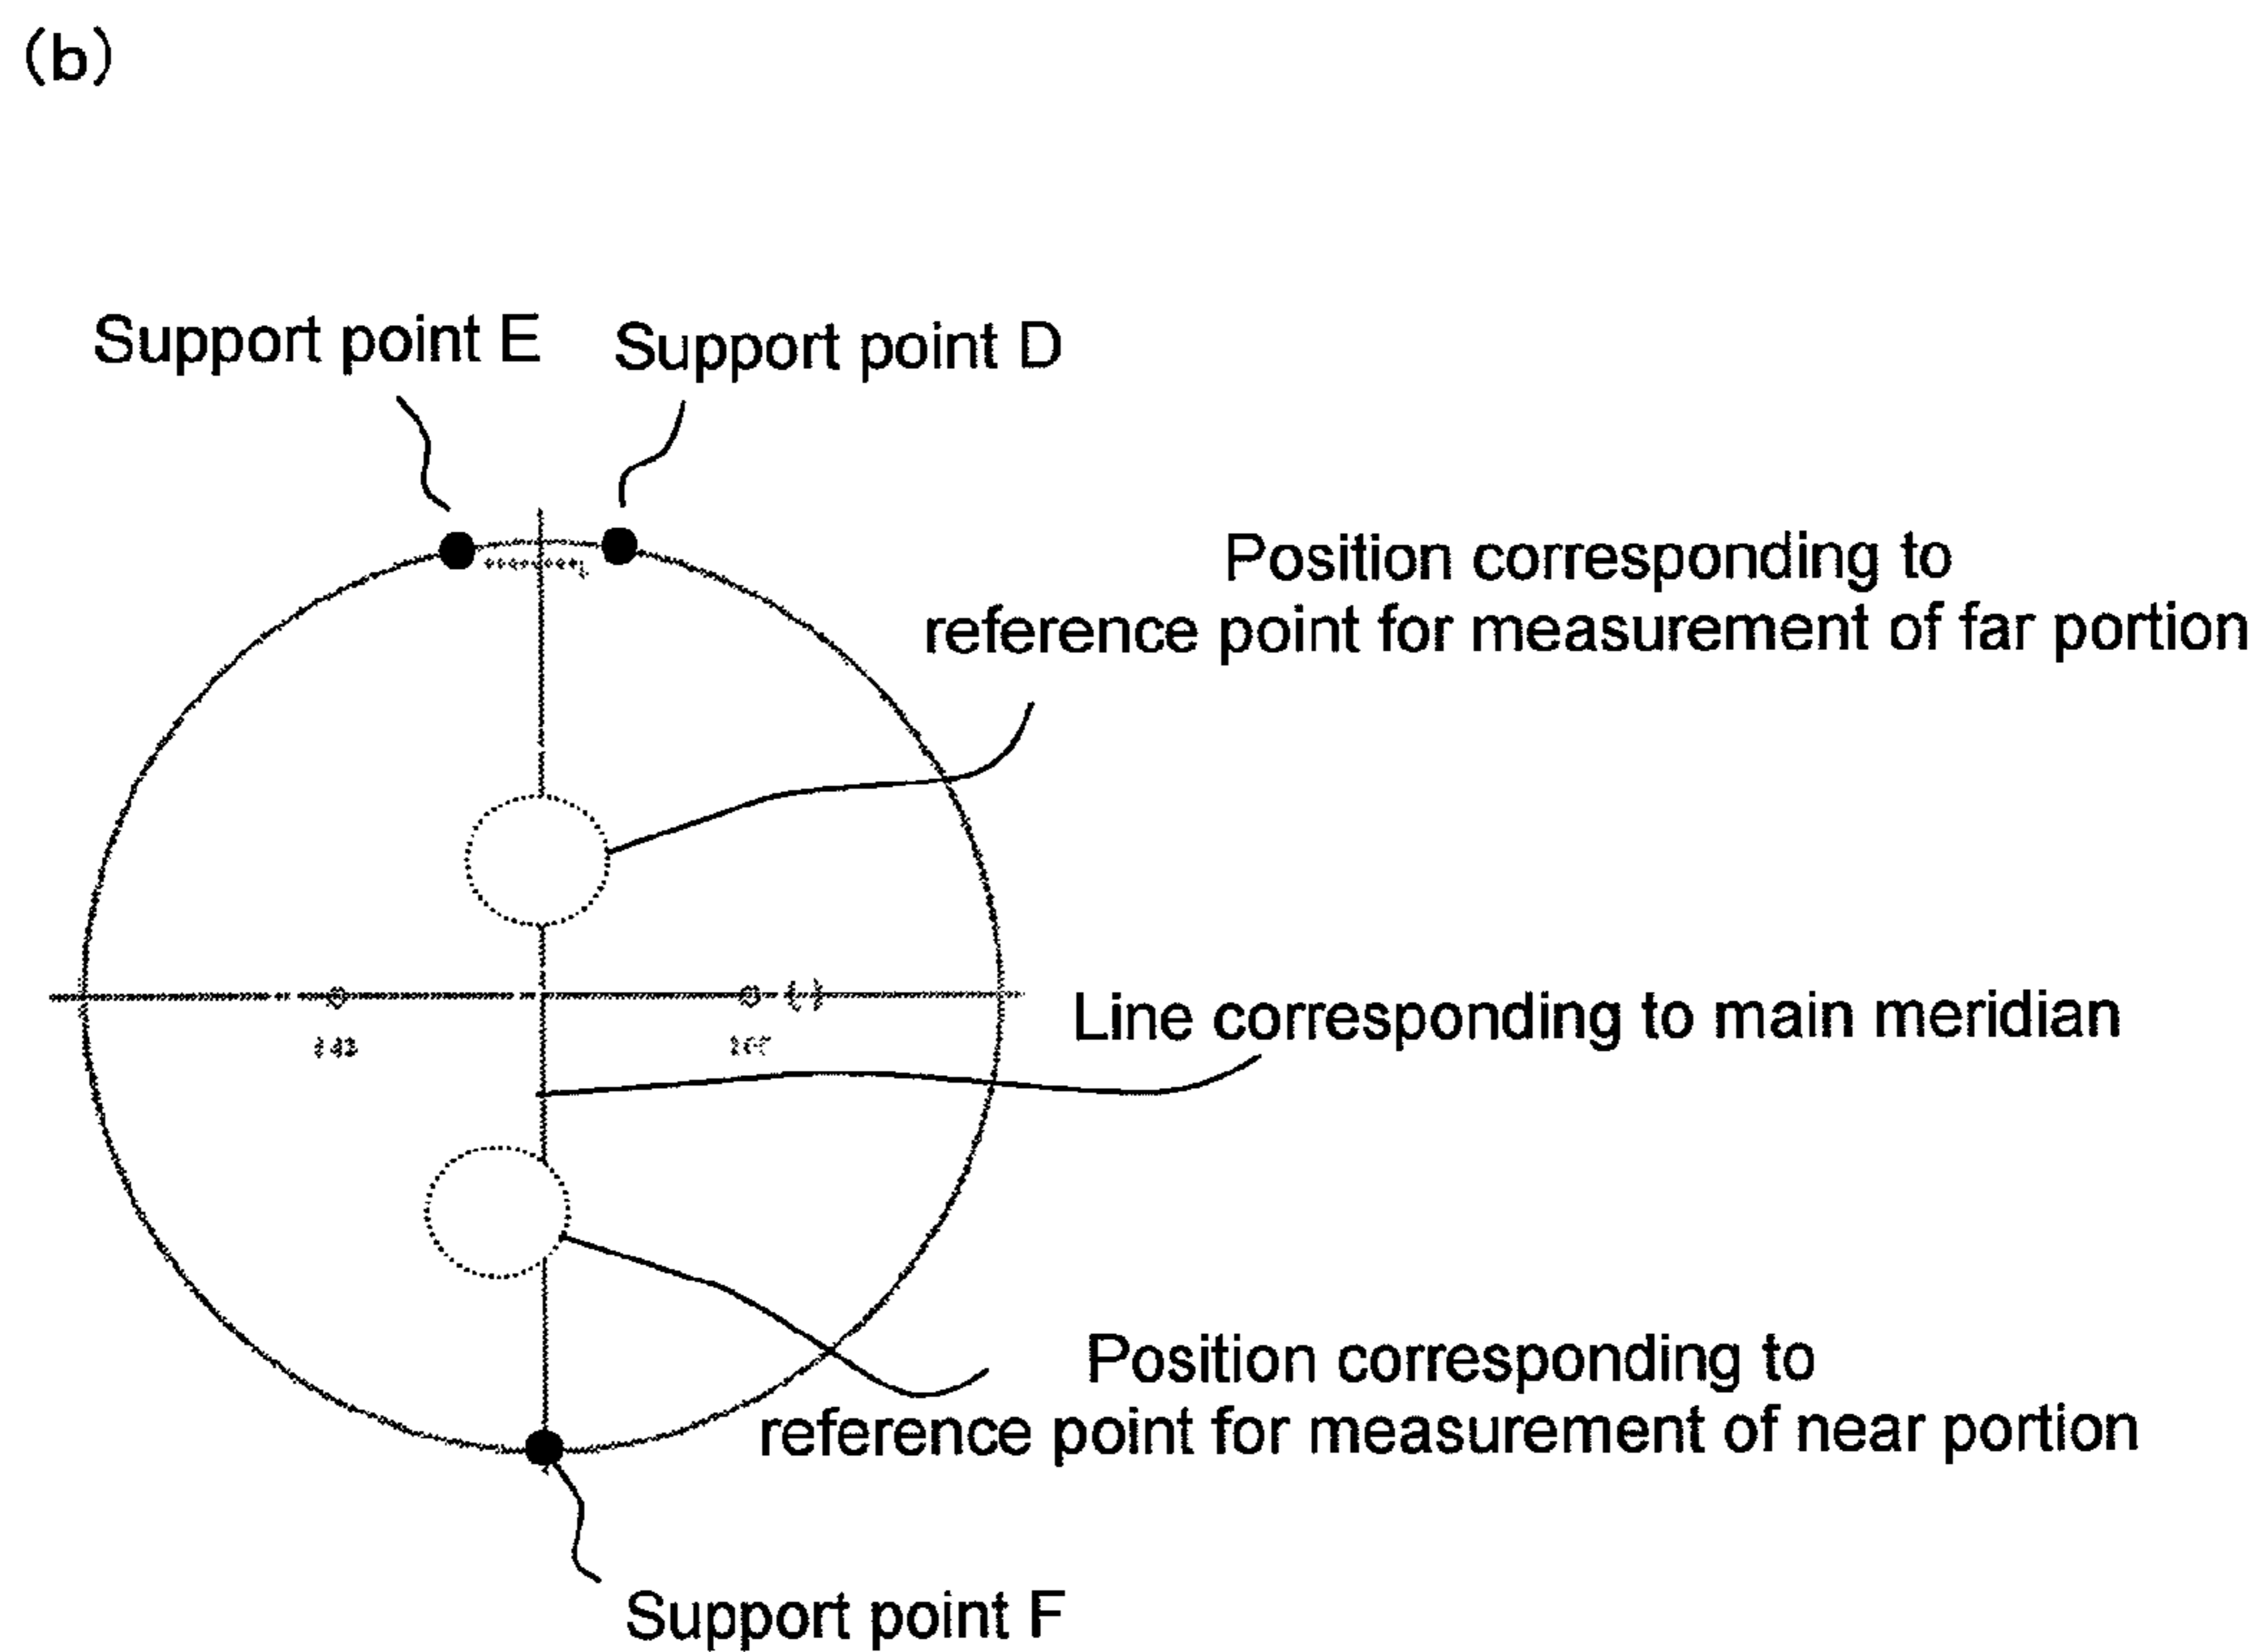 (b)
Support point E
Support point D
Position corresponding to
reference point for measurement of far portion
Line corresponding to main meridian
Position corresponding to
reference point for measurement of near portion
Support point F